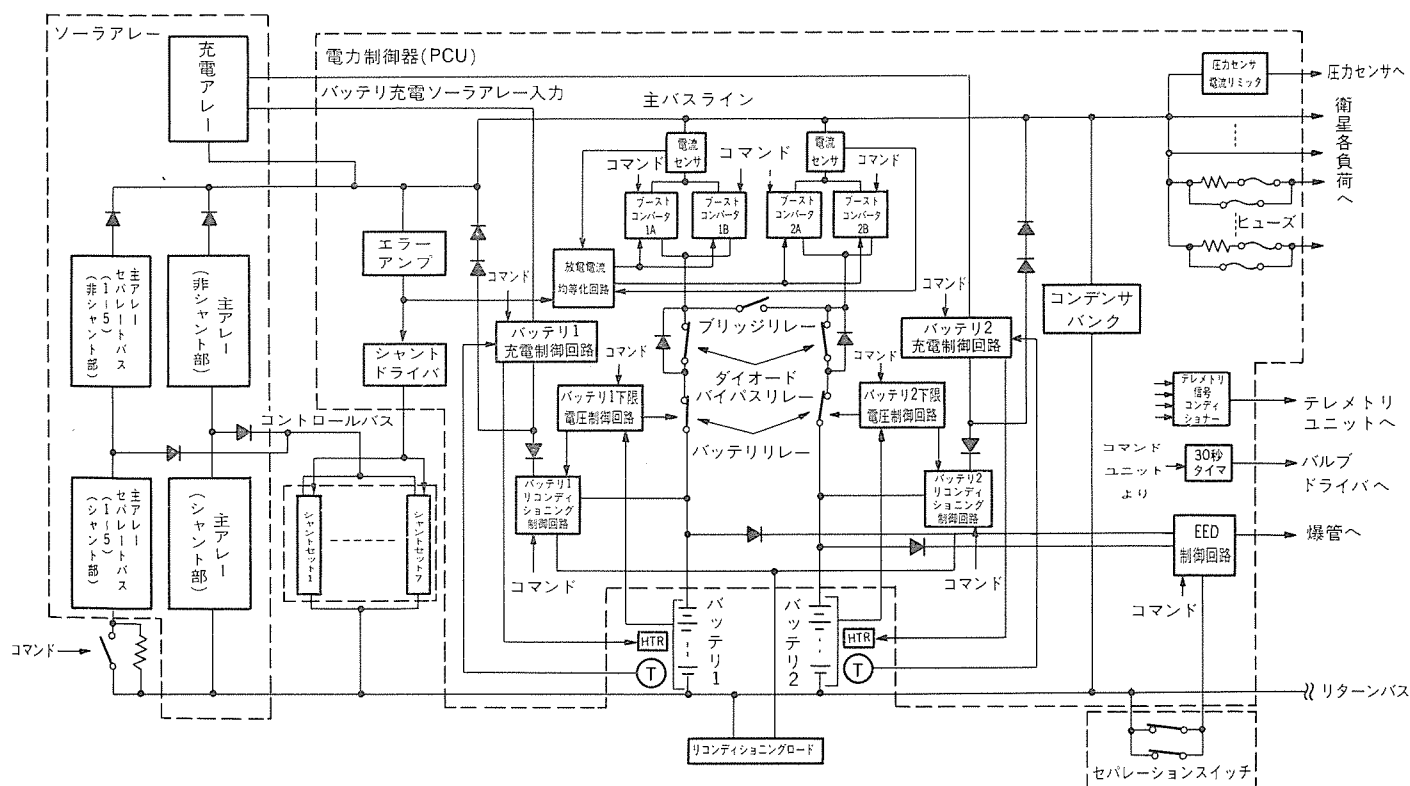 ソーラアレー
充電アレー
電力制御器(PCU)
バッテリ充電ソーラアレー入力
主バスライン
圧力センサ
電流リミッタ
圧力センサへ
衛星各負荷へ
電流
センサ
電流
センサ
コマンド
コマンド
コマンド
コマンド
ブースト
コンバータ
1A
ブースト
コンバータ
1B
ブースト
コンバータ
2A
ブースト
コンバータ
2B
ヒューズ
エラー
アンプ
放電電流
均等化回路
コマンド
コマンド
コンデンサ
バンク
主アレー
セパレートバス
(1~5)
(非シャント部)
主アレー
(非シャント部)
シャント
ドライバ
バッテリ1
充電制御回路
ブリッジリレー
バッテリ2
充電制御回路
コマンド
コマンド
ダイオード
バイパスリレー
バッテリ1下限
電圧制御回路
バッテリ2下限
電圧制御回路
テレメトリ
信号
コンディ
ショナー
テレメトリ
ユニットへ
コントロールバス
バッテリリレー
コマンド
ユニット
より
30秒
タイマ
バルブ
ドライバへ
主アレー
セパレートバス
(1~5)
(シャント部)
主アレー
(シャント部)
シャントセット1
シャントセット7
バッテリ1
リコンディ
ショニング
制御回路
バッテリ2
リコンディ
ショニング
制御回路
EED
制御回路
爆管へ
コマンド
コマンド
コマンド
コマンド
HTR
T
バッテリ1
バッテリ2
HTR
T
リターンバス
リコンディショニングロード
セパレーションスイッチ